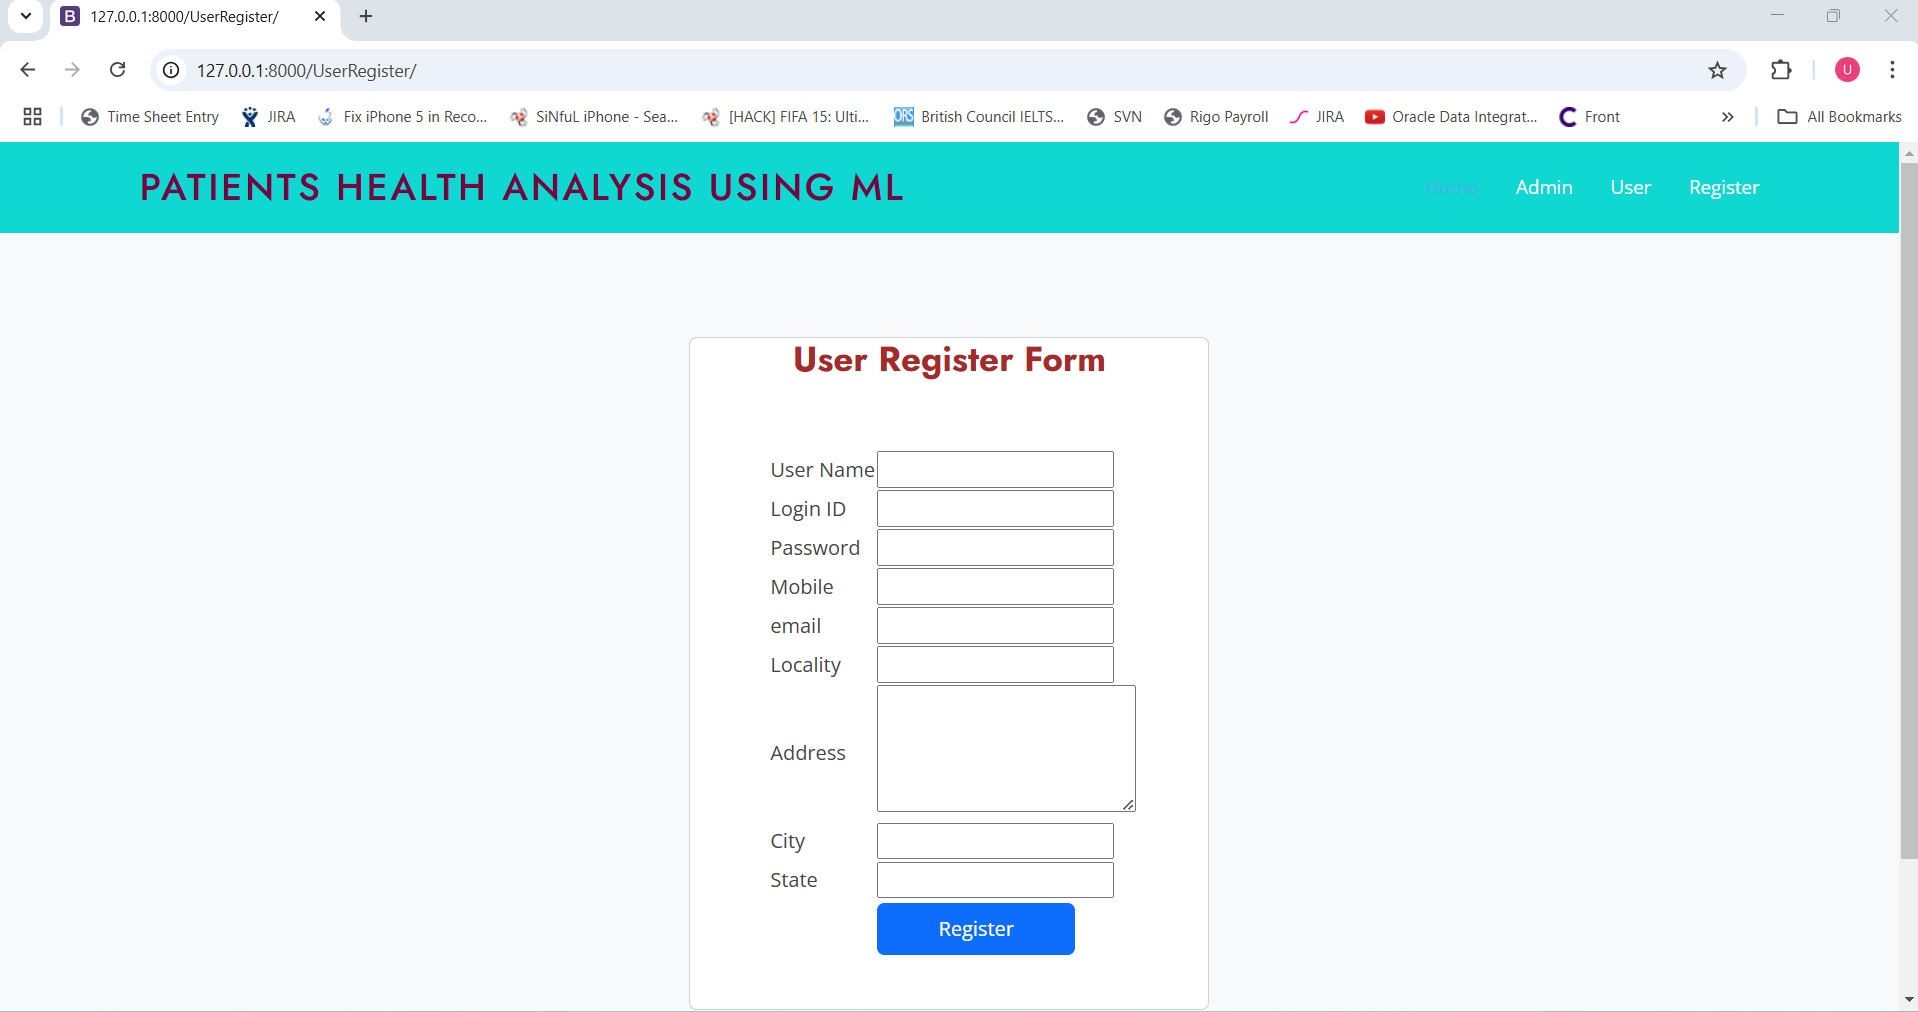 127.0.0.1:8000/UserRegister/
127.0.0.1:8000/UserRegister/
U
Time Sheet Entry JIRA Fix iPhone 5 in Reco... SiNfuL iPhone - Sea... [HACK] FIFA 15: Ulti... ORS British Council IELTS... SVN Rigo Payroll JIRA Oracle Data Integrat... Front » All Bookmarks
PATIENTS HEALTH ANALYSIS USING ML Home Admin User Register
User Register Form
User Name
Login ID
Password
Mobile
email
Locality
Address
City
State
Register